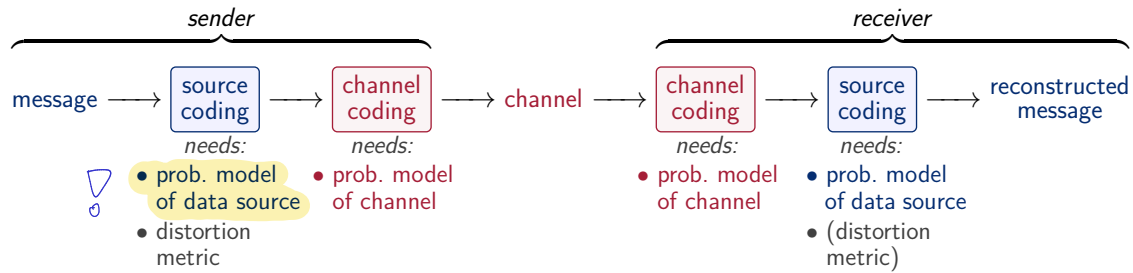 sender
receiver
message
source
coding
channel
coding
channel
channel
coding
source
coding
reconstructed
message
needs:
• prob. model
of data source
• distortion
metric
needs:
• prob. model
of channel
needs:
• prob. model
of channel
needs:
• prob. model
of data source
• (distortion
metric)
!